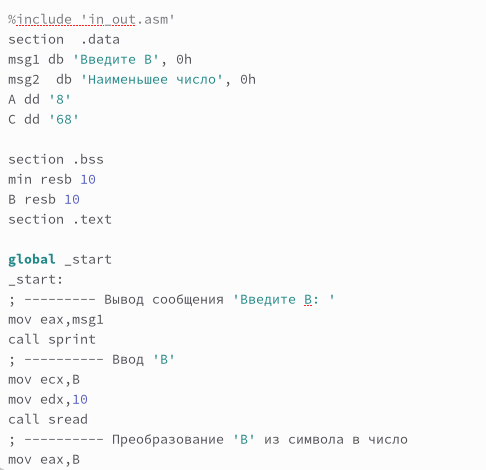 %include 'in_out.asm'
section  .data
msg1 db 'Введите B', 0h
msg2  db 'Наименьшее число', 0h
A dd '8'
C dd '68'
section .bss
min resb 10
B resb 10
section .text
global _start
_start:
; --------- Вывод сообщения 'Введите B: '
mov eax,msg1
call sprint
; ---------- Ввод 'B'
mov ecx,B
mov edx,10
call sread
; ---------- Преобразование 'B' из символа в число
mov eax,B